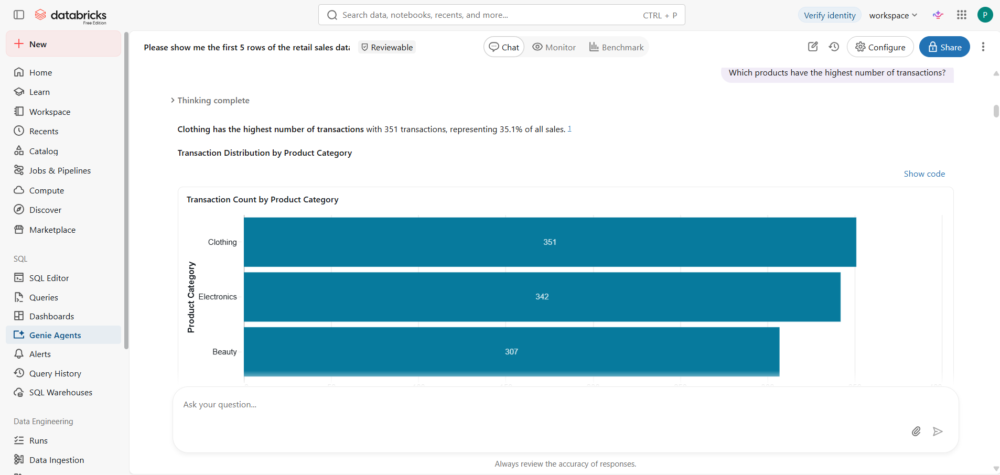 databricks
Free Edition
Search data, notebooks, recents, and more...
CTRL + P
Verify identity
workspace
P
New
Home
Learn
Workspace
Recents
Catalog
Jobs & Pipelines
Compute
Discover
Marketplace
SQL
SQL Editor
Queries
Dashboards
Genie Agents
Alerts
Query History
SQL Warehouses
Data Engineering
Runs
Data Ingestion
Please show me the first 5 rows of the retail sales data
Reviewable
Chat
Monitor
Benchmark
Configure
Share
Which products have the highest number of transactions?
Thinking complete
Clothing has the highest number of transactions with 351 transactions, representing 35.1% of all sales. 1
Transaction Distribution by Product Category
Show code
Transaction Count by Product Category
Product Category
Clothing
351
Electronics
342
Beauty
307
Ask your question...
Always review the accuracy of responses.